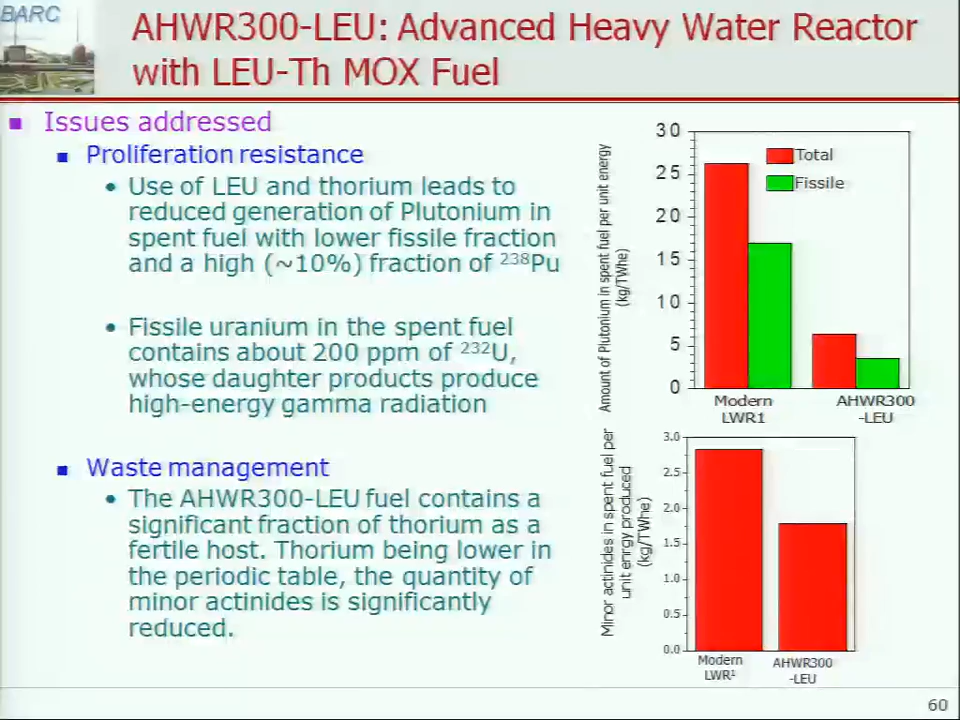 BARC
AHWR300-LEU: Advanced Heavy Water Reactor
with LEU-Th MOX Fuel
Issues addressed
Proliferation resistance
• Use of LEU and thorium leads to
reduced generation of Plutonium in
spent fuel with lower fissile fraction
and a high (~10%) fraction of ²³⁸Pu
• Fissile uranium in the spent fuel
contains about 200 ppm of ²³²U,
whose daughter products produce
high-energy gamma radiation
Waste management
• The AHWR300-LEU fuel contains a
significant fraction of thorium as a
fertile host. Thorium being lower in
the periodic table, the quantity of
minor actinides is significantly
reduced.
Amount of Plutonium in spent fuel per unit energy
(kg/TWhe)
30
25
20
15
10
5
0
Total
Fissile
Modern
LWR1
AHWR300
-LEU
Minor actinides in spent fuel per
unit enrgy produced
(kg/TWhe)
3.0
2.5
2.0
1.5
1.0
0.5
0.0
Modern
LWR¹
AHWR300
-LEU
60